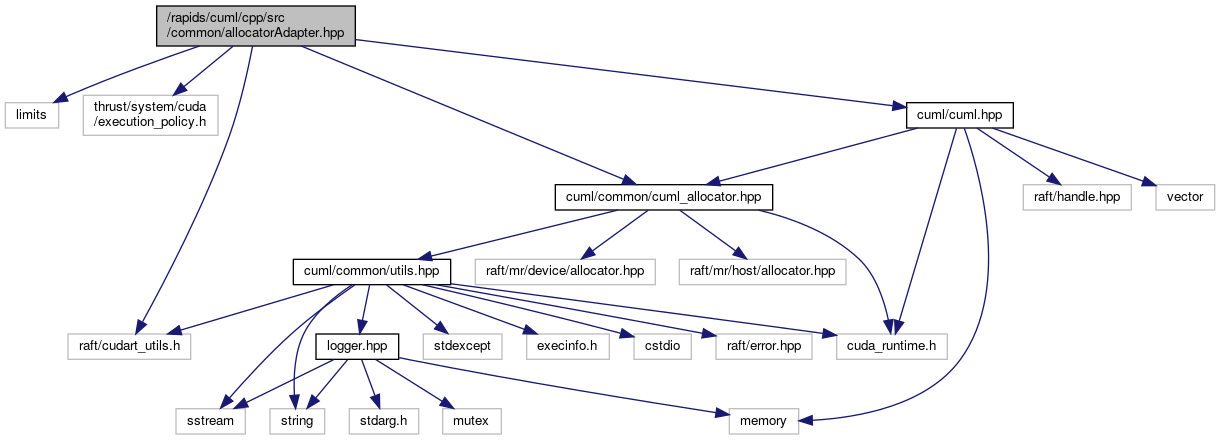 /rapids/cuml/cpp/src
/common/allocatorAdapter.hpp
limits
thrust/system/cuda
/execution_policy.h
cuml/cuml.hpp
cuml/common/cuml_allocator.hpp
raft/handle.hpp
vector
cuml/common/utils.hpp
raft/mr/device/allocator.hpp
raft/mr/host/allocator.hpp
raft/cudart_utils.h
logger.hpp
stdexcept
execinfo.h
cstdio
raft/error.hpp
cuda_runtime.h
sstream
string
stdarg.h
mutex
memory